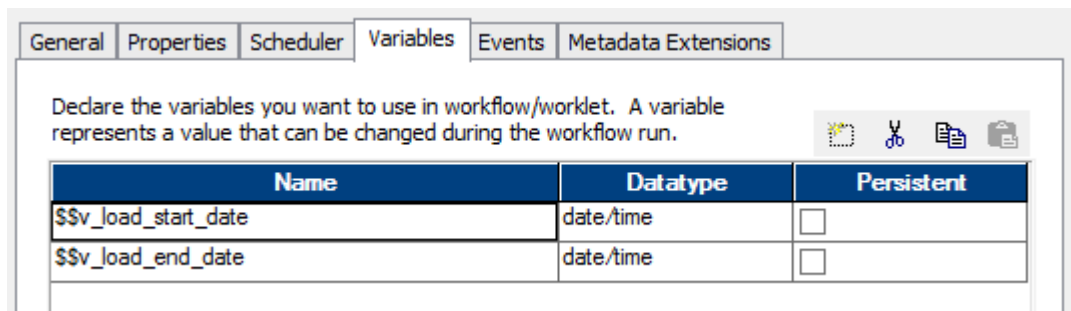 General Properties Scheduler Variables Events Metadata Extensions
Declare the variables you want to use in workflow/worklet. A variable
represents a value that can be changed during the workflow run.
Name Datatype Persistent
$$v_load_start_date date/time
$$v_load_end_date date/time